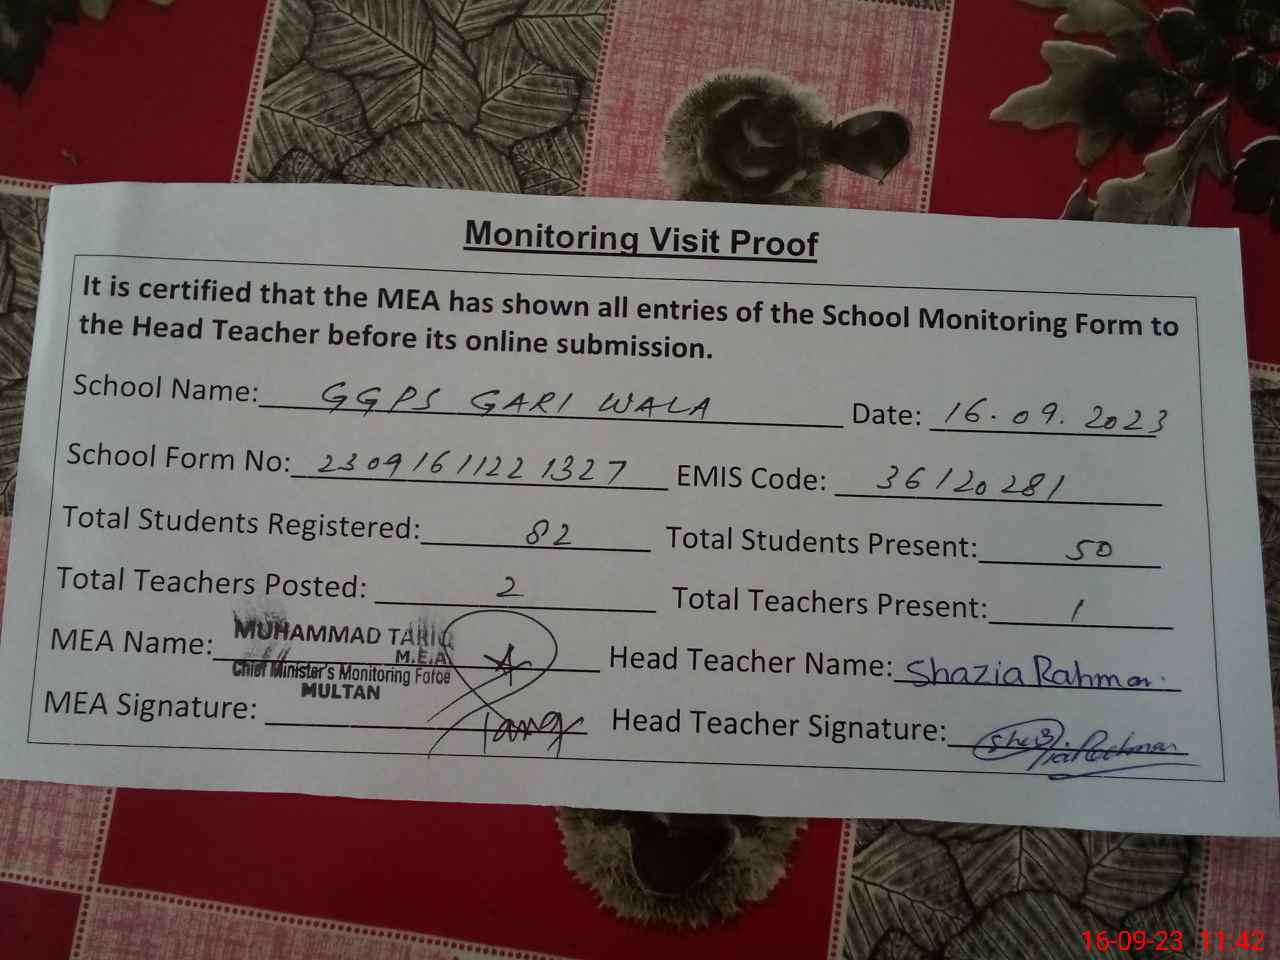 Monitoring Visit Proof
It is certified that the MEA has shown all entries of the School Monitoring Form to
the Head Teacher before its online submission.
School Name: GGPS GARI WALA Date: 16.09.2023
School Form No: 2309161122 1327 EMIS Code: 36120281
Total Students Registered: 82 Total Students Present: 50
Total Teachers Posted: 2 Total Teachers Present: 1
MEA Name: MUHAMMAD TARIQ Head Teacher Name: Shazia Rahman.
M.E.A
Chief Minister's Monitoring Force
MULTAN
MEA Signature: Head Teacher Signature:
16-09-23 11:42